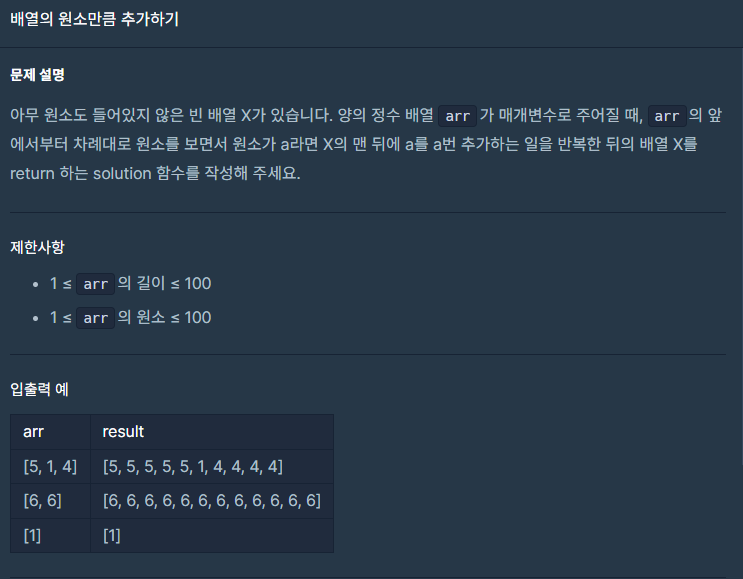 배열의 원소만큼 추가하기
문제 설명
아무 원소도 들어있지 않은 빈 배열 X가 있습니다. 양의 정수 배열 arr 가 매개변수로 주어질 때, arr 의 앞
에서부터 차례대로 원소를 보면서 원소가 a라면 X의 맨 뒤에 a를 a번 추가하는 일을 반복한 뒤의 배열 X를
return 하는 solution 함수를 작성해 주세요.
제한사항
• 1 ≤ arr 의 길이 ≤ 100
• 1 ≤ arr 의 원소 ≤ 100
입출력 예
arr result
[5, 1, 4] [5, 5, 5, 5, 5, 1, 4, 4, 4, 4]
[6, 6] [6, 6, 6, 6, 6, 6, 6, 6, 6, 6, 6, 6]
[1] [1]